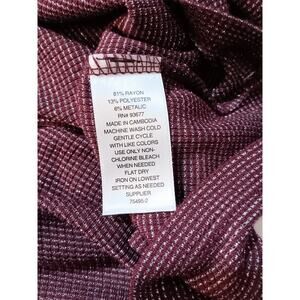 81% RAYON
13% POLYESTER
6% METALIC
RN# 93677
MADE IN CAMBODIA
MACHINE WASH COLD
GENTLE CYCLE
WITH LIKE COLORS
USE ONLY NON-
CHLORINE BLEACH
WHEN NEEDED
FLAT DRY
IRON ON LOWEST
SETTING AS NEEDED
SUPPLIER
75495-2